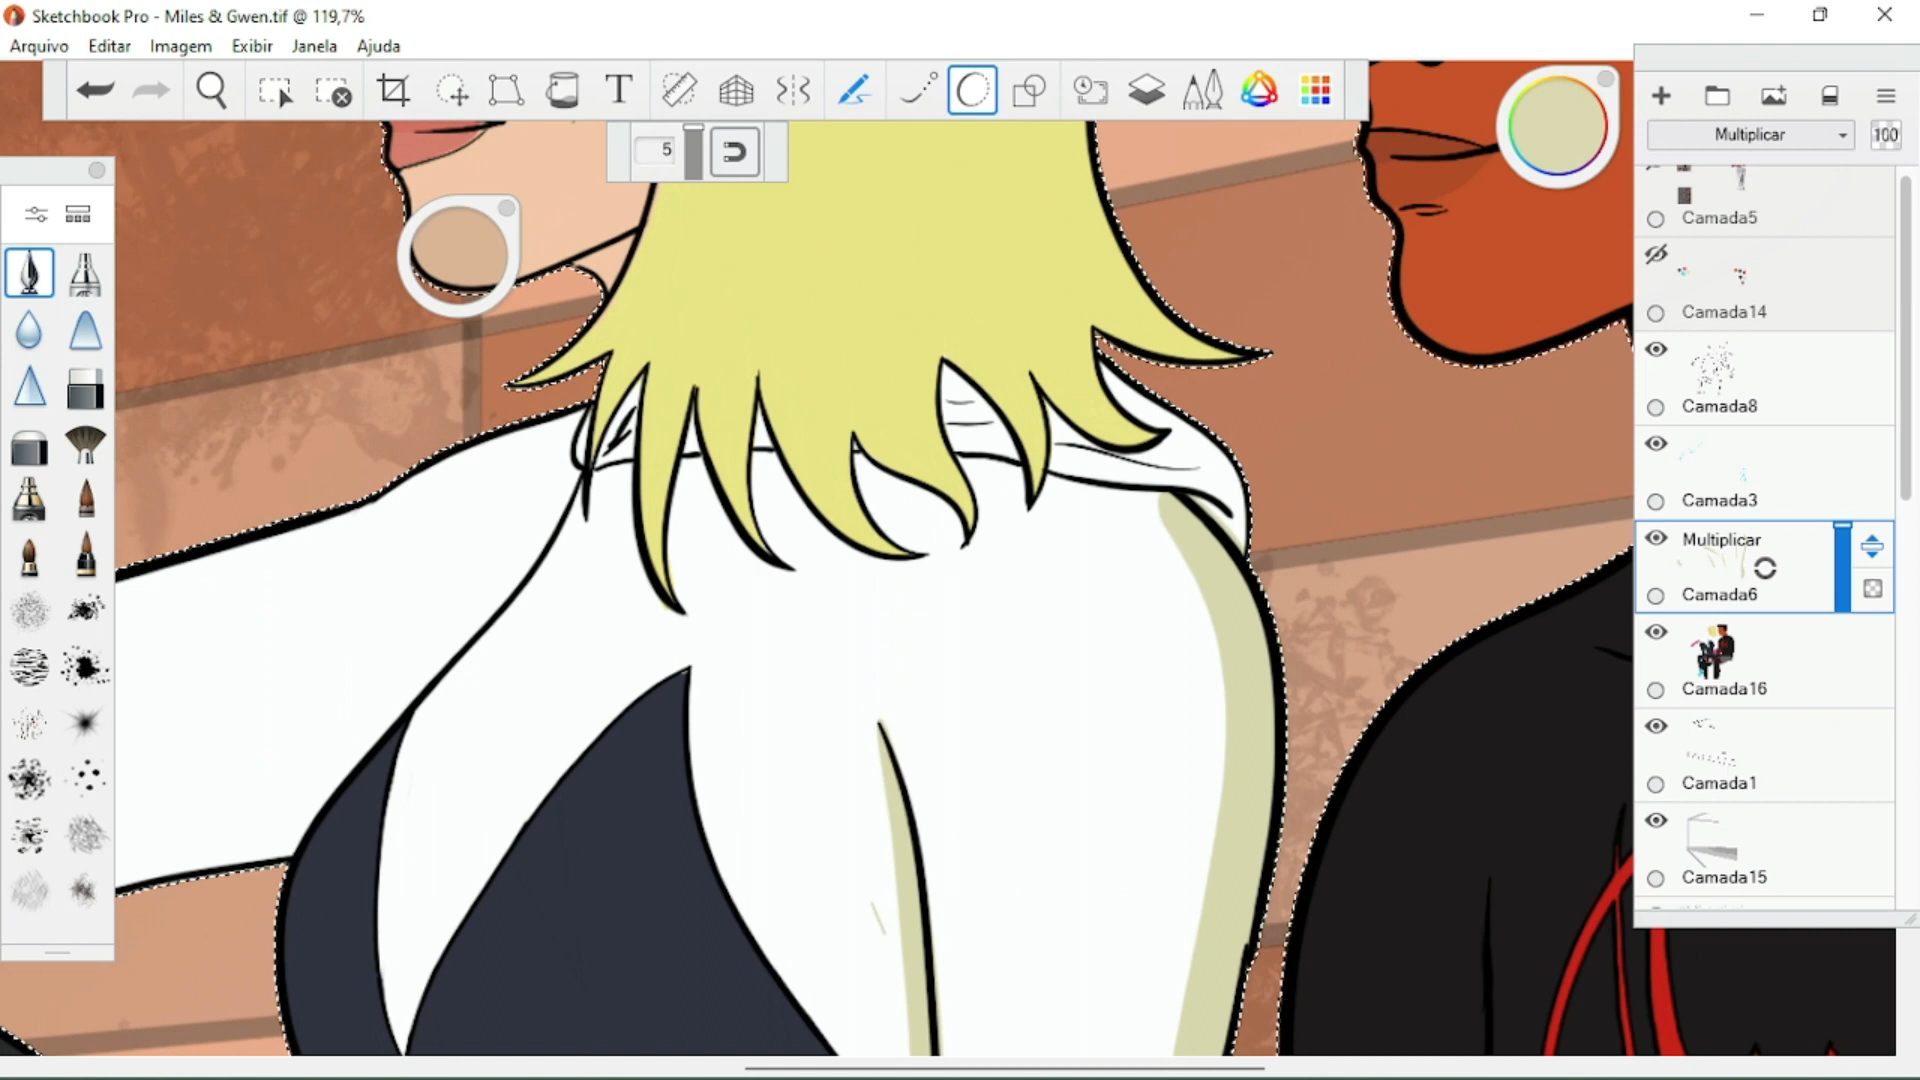 Sketchbook Pro - Miles & Gwen.tif @ 119,7%
Arquivo Editar Imagem Exibir Janela Ajuda
T
5
Multiplicar 100
Camada5
Camada14
Camada8
Camada3
Multiplicar
Camada6
Camada16
Camada1
Camada15